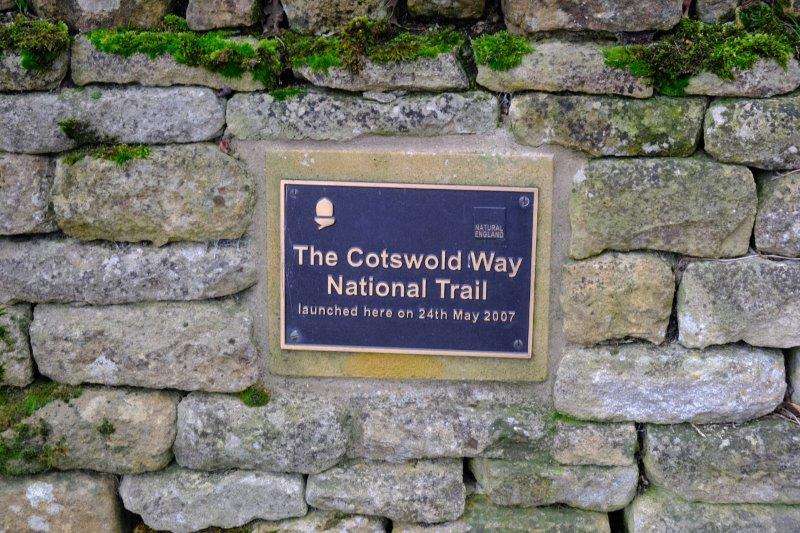 NATURAL
ENGLAND
The Cotswold Way
National Trail
launched here on 24th May 2007